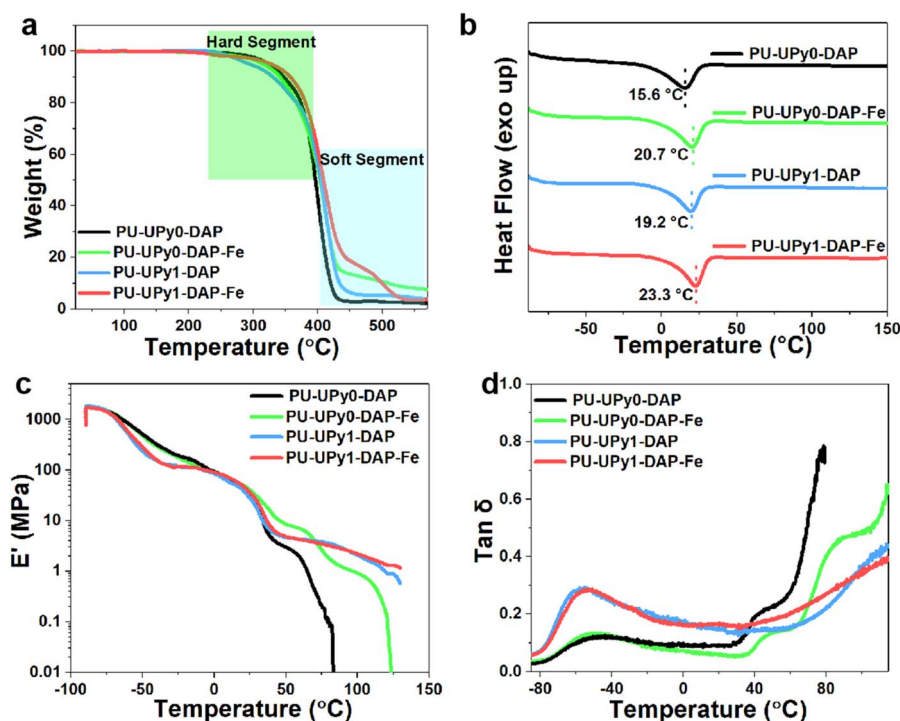 a
Weight (%)
100
80
60
40
20
0
Hard Segment
Soft Segment
PU-UPy0-DAP
PU-UPy0-DAP-Fe
PU-UPy1-DAP
PU-UPy1-DAP-Fe
100 200 300 400 500
Temperature (°C)
b
Heat Flow (exo up)
PU-UPy0-DAP
15.6 °C
PU-UPy0-DAP-Fe
20.7 °C
PU-UPy1-DAP
19.2 °C
PU-UPy1-DAP-Fe
23.3 °C
-50 0 50 100 150
Temperature (°C)
c
E' (MPa)
1000
100
10
1
0.1
0.01
PU-UPy0-DAP
PU-UPy0-DAP-Fe
PU-UPy1-DAP
PU-UPy1-DAP-Fe
-100 -50 0 50 100 150
Temperature (°C)
d
Tan δ
1.0
0.8
0.6
0.4
0.2
0.0
PU-UPy0-DAP
PU-UPy0-DAP-Fe
PU-UPy1-DAP
PU-UPy1-DAP-Fe
-80 -40 0 40 80
Temperature (°C)